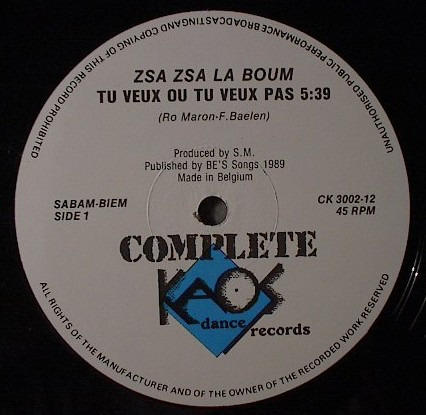 UNAUTHORISED PUBLIC PERFORMANCE BROADCASTING AND COPYING OF THIS RECORD PROHIBITED
ZSA ZSA LA BOUM
TU VEUX OU TU VEUX PAS 5:39
(Ro Maron-F.Baelen)
Produced by S.M.
Published by BE'S Songs 1989
Made in Belgium
SABAM-BIEM
SIDE 1
CK 3002-12
45 RPM
COMPLETE
KAOS
dance
records
ALL RIGHTS OF THE MANUFACTURER AND OF THE OWNER OF THE RECORDED WORK RESERVED